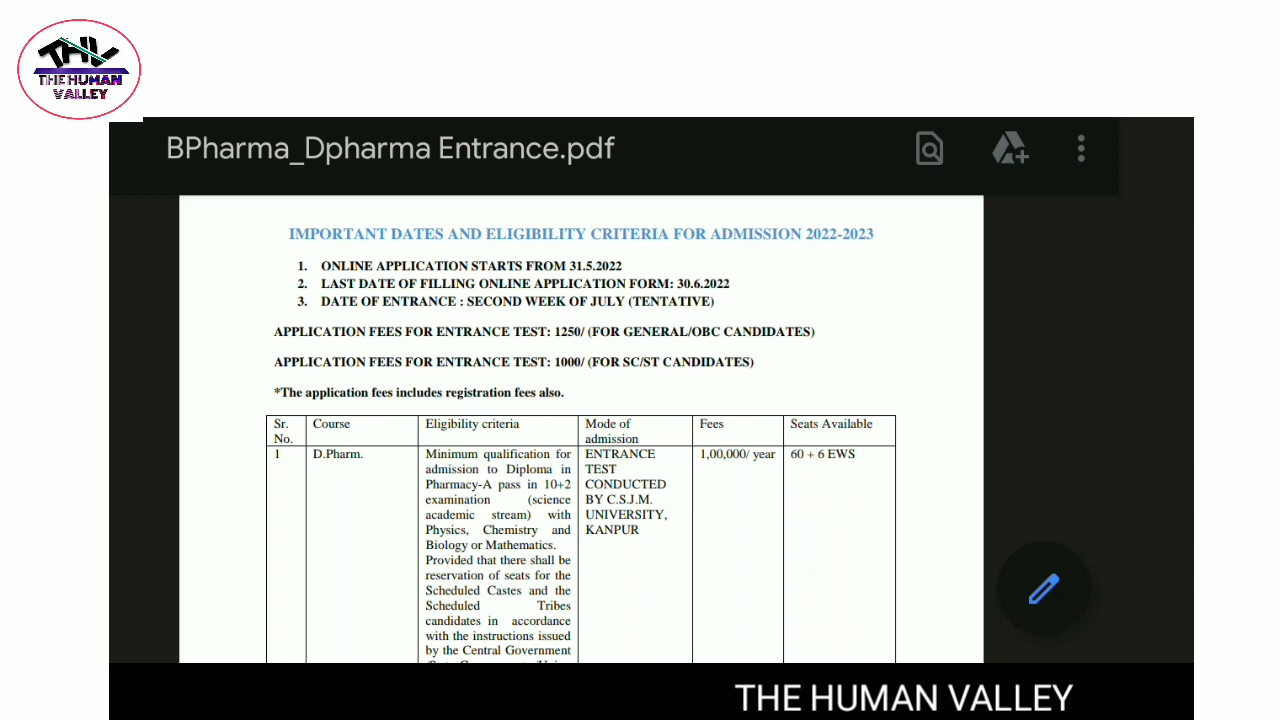 THV
THE HUMAN
VALLEY
BPharma_Dpharma Entrance.pdf
IMPORTANT DATES AND ELIGIBILITY CRITERIA FOR ADMISSION 2022-2023
1. ONLINE APPLICATION STARTS FROM 31.5.2022
2. LAST DATE OF FILLING ONLINE APPLICATION FORM: 30.6.2022
3. DATE OF ENTRANCE : SECOND WEEK OF JULY (TENTATIVE)
APPLICATION FEES FOR ENTRANCE TEST: 1250/ (FOR GENERAL/OBC CANDIDATES)
APPLICATION FEES FOR ENTRANCE TEST: 1000/ (FOR SC/ST CANDIDATES)
*The application fees includes registration fees also.
Sr.
No.
Course
Eligibility criteria
Mode of
admission
Fees
Seats Available
1
D.Pharm.
Minimum qualification for
admission to Diploma in
Pharmacy-A pass in 10+2
examination (science
academic stream) with
Physics, Chemistry and
Biology or Mathematics.
Provided that there shall be
reservation of seats for the
Scheduled Castes and the
Scheduled Tribes
candidates in accordance
with the instructions issued
by the Central Government
ENTRANCE
TEST
CONDUCTED
BY C.S.J.M.
UNIVERSITY,
KANPUR
1,00,000/ year
60 + 6 EWS
THE HUMAN VALLEY